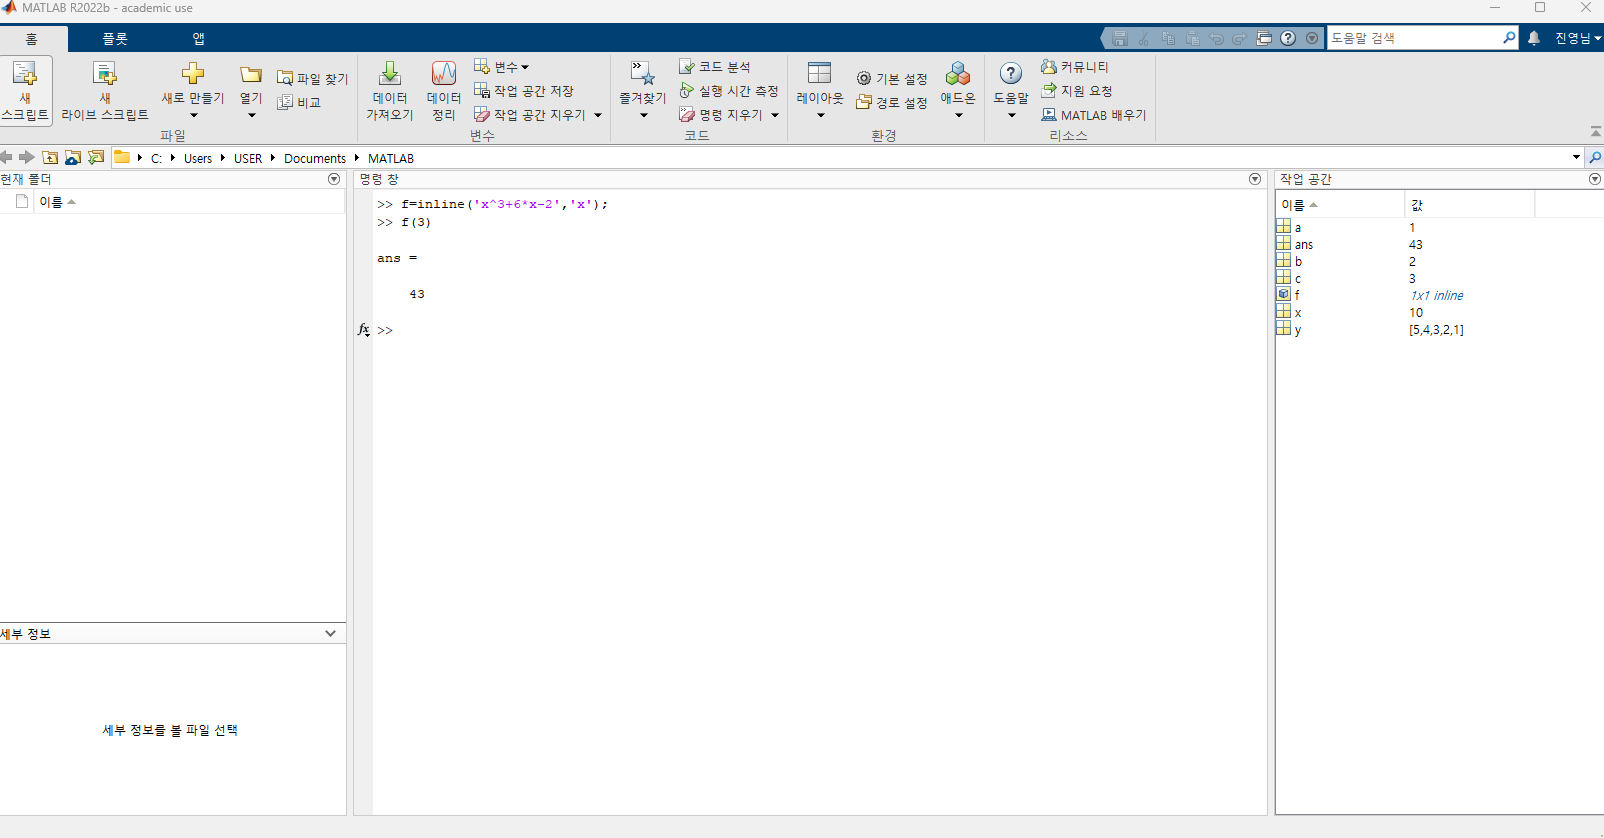 MATLAB R2022b - academic use
홈 플롯 앱
도움말 검색
진영님
새 스크립트
새 라이브 스크립트
새로 만들기
열기
파일 찾기
비교
파일
데이터 가져오기
데이터 정리
변수
작업 공간 저장
작업 공간 지우기
변수
즐겨찾기
코드 분석
실행 시간 측정
명령 지우기
코드
레이아웃
기본 설정
경로 설정
애드온
환경
도움말
커뮤니티
지원 요청
MATLAB 배우기
리소스
C: Users USER Documents MATLAB
현재 폴더
이름
세부 정보
세부 정보를 볼 파일 선택
명령 창
>> f=inline('x^3+6*x-2','x');
>> f(3)
ans =
43
fx >>
작업 공간
이름 값
a 1
ans 43
b 2
c 3
f 1x1 inline
x 10
y [5,4,3,2,1]